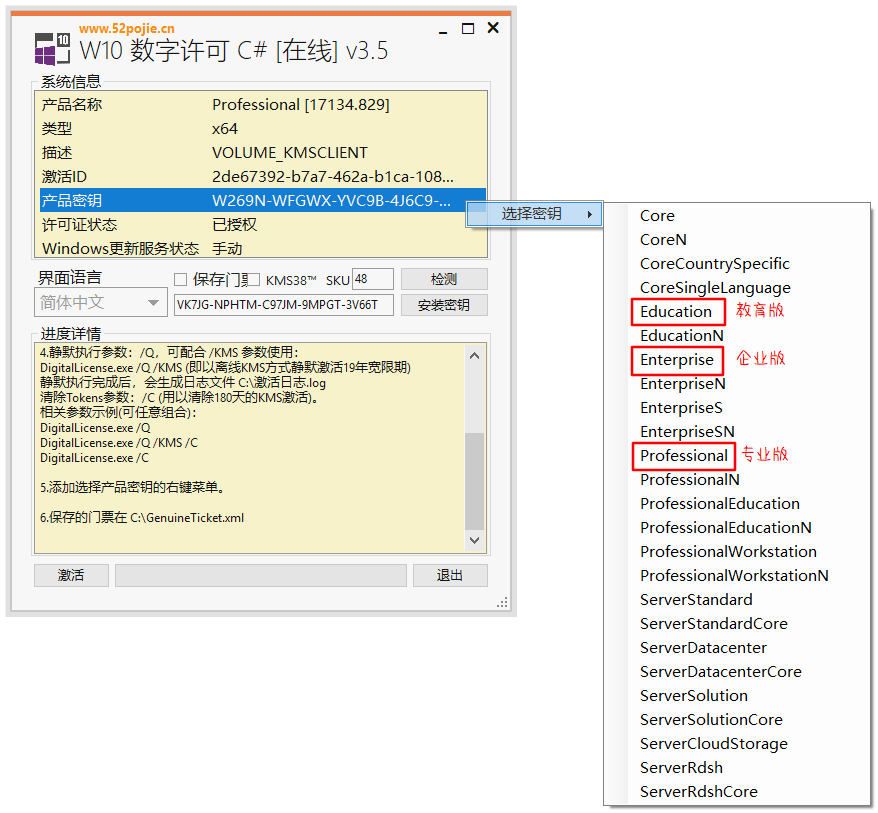 www.52pojie.cn
W10 数字许可 C# [在线] v3.5
系统信息
产品名称 Professional [17134.829]
类型 x64
描述 VOLUME_KMSCLIENT
激活ID 2de67392-b7a7-462a-b1ca-108...
产品密钥 W269N-WFGWX-YVC9B-4J6C9-...
许可证状态 已授权
Windows更新服务状态 手动
选择密钥
界面语言 保存门票 KMS38™ SKU 48 检测
简体中文 VK7JG-NPHTM-C97JM-9MPGT-3V66T 安装密钥
进度详情
4.静默执行参数：/Q，可配合 /KMS 参数使用：
DigitalLicense.exe /Q /KMS (即以离线KMS方式静默激活19年宽限期)
静默执行完成后，会生成日志文件 C:\激活日志.log
清除Tokens参数：/C (用以清除180天的KMS激活)。
相关参数示例(可任意组合)：
DigitalLicense.exe /Q
DigitalLicense.exe /Q /KMS /C
DigitalLicense.exe /C
5.添加选择产品密钥的右键菜单。
6.保存的门票在 C:\GenuineTicket.xml
激活 退出
Core
CoreN
CoreCountrySpecific
CoreSingleLanguage
Education 教育版
EducationN
Enterprise 企业版
EnterpriseN
EnterpriseS
EnterpriseSN
Professional 专业版
ProfessionalN
ProfessionalEducation
ProfessionalEducationN
ProfessionalWorkstation
ProfessionalWorkstationN
ServerStandard
ServerStandardCore
ServerDatacenter
ServerDatacenterCore
ServerSolution
ServerSolutionCore
ServerCloudStorage
ServerRdsh
ServerRdshCore